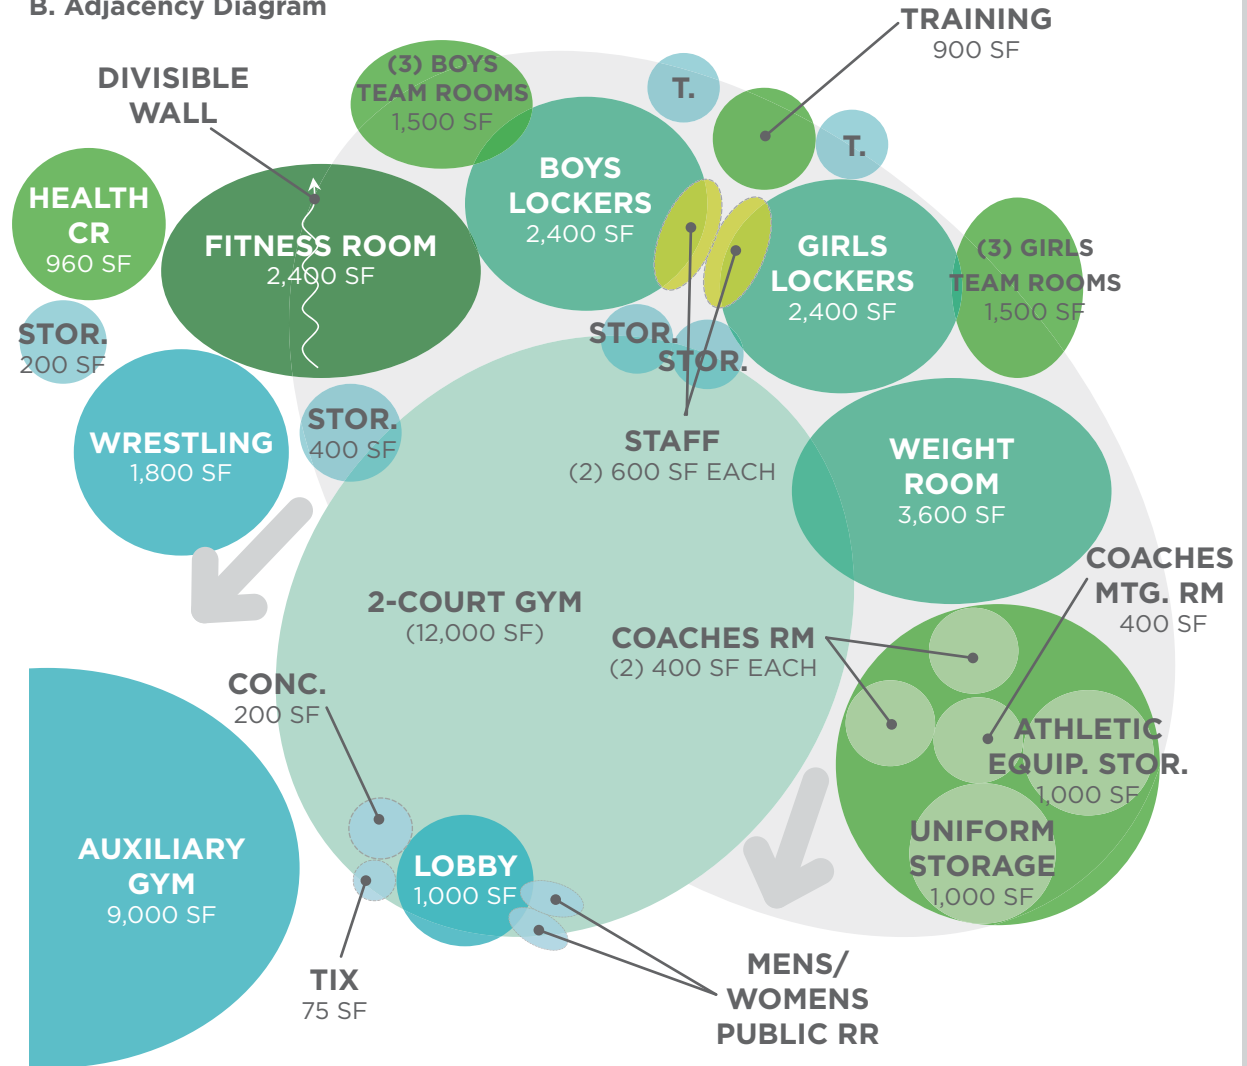 B. Adjacency Diagram
TRAINING
900 SF
DIVISIBLE
WALL
(3) BOYS
TEAM ROOMS
1,500 SF
T.
T.
BOYS
LOCKERS
2,400 SF
HEALTH
CR
960 SF
FITNESS ROOM
2,400 SF
GIRLS
LOCKERS
2,400 SF
(3) GIRLS
TEAM ROOMS
1,500 SF
STOR.
200 SF
STOR.
STOR.
WRESTLING
1,800 SF
STOR.
400 SF
STAFF
(2) 600 SF EACH
WEIGHT
ROOM
3,600 SF
COACHES
MTG. RM
400 SF
2-COURT GYM
(12,000 SF)
COACHES RM
(2) 400 SF EACH
CONC.
200 SF
ATHLETIC
EQUIP. STOR.
1,000 SF
UNIFORM
STORAGE
1,000 SF
AUXILIARY
GYM
9,000 SF
LOBBY
1,000 SF
TIX
75 SF
MENS/
WOMENS
PUBLIC RR